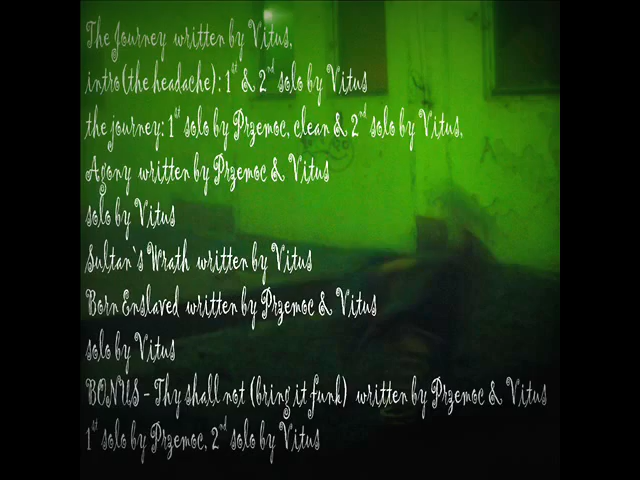 The Journey written by Vitus,
intro(the headache): 1st & 2nd solo by Vitus
the journey: 1st solo by Przemoc, clean & 2nd solo by Vitus,
Agony written by Przemoc & Vitus
solo by Vitus
Sultan`s Wrath written by Vitus
Born Enslaved written by Przemoc & Vitus
solo by Vitus
BONUS - Thy shall not (bring it funk) written by Przemoc & Vitus
1st solo by Przemoc, 2nd solo by Vitus